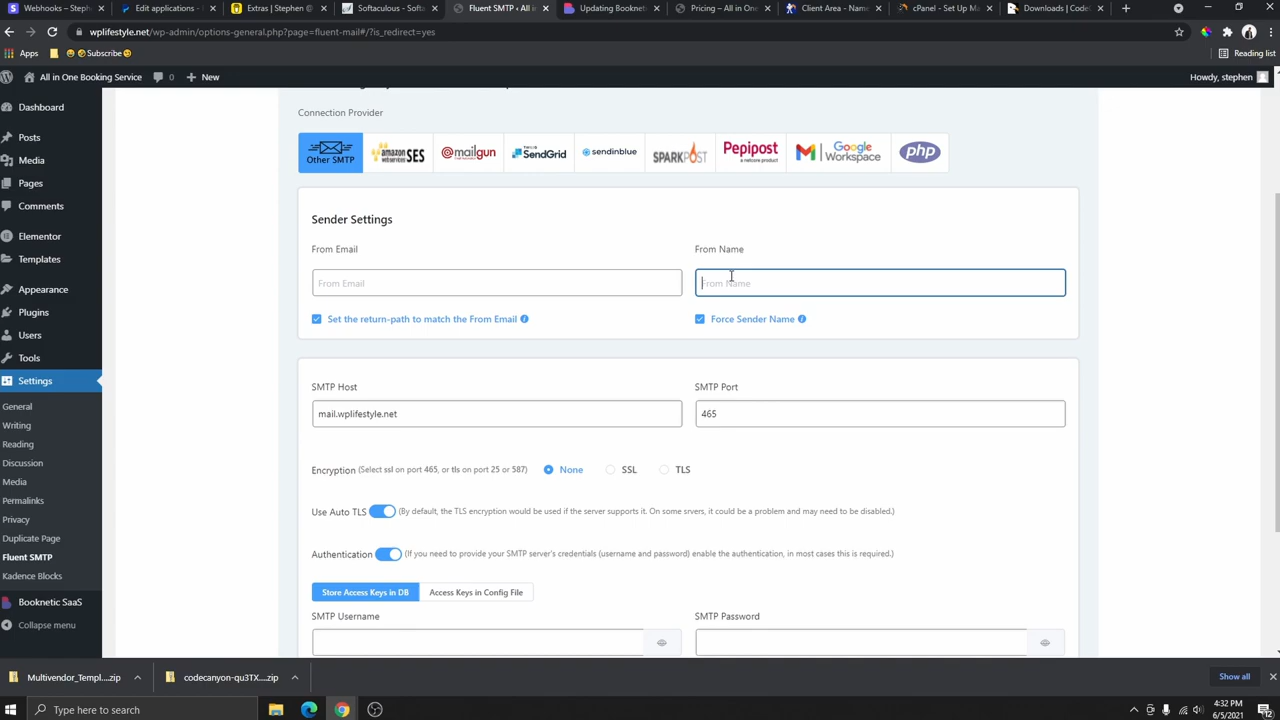 Webhooks – Steph
Edit applications ‹
Extras | Stephen @
Softaculous - Softa
Fluent SMTP ‹ All in
Updating Booknetic
Pricing – All in One
Client Area - Name
cPanel - Set Up Ma
Downloads | CodeC
wplifestyle.net/wp-admin/options-general.php?page=fluent-mail#/?is_redirect=yes
Apps
Subscribe
Reading list
All in One Booking Service
0
New
Howdy, stephen
Dashboard
Posts
Media
Pages
Comments
Elementor
Templates
Appearance
Plugins
Users
Tools
Settings
General
Writing
Reading
Discussion
Media
Permalinks
Privacy
Duplicate Page
Fluent SMTP
Kadence Blocks
Booknetic SaaS
Collapse menu
Connection Provider
Other SMTP
amazon
webservices
SES
mailgun
SendGrid
sendinblue
SPARKPOST
Pepipost
a netcore product
Google
Workspace
php
Sender Settings
From Email
From Name
From Email
From Name
Set the return-path to match the From Email
Force Sender Name
SMTP Host
SMTP Port
mail.wplifestyle.net
465
Encryption (Select ssl on port 465, or tls on port 25 or 587)
None
SSL
TLS
Use Auto TLS
(By default, the TLS encryption would be used if the server supports it. On some srvers, it could be a problem and may need to be disabled.)
Authentication
(If you need to provide your SMTP server's credentials (username and password) enable the authentication, in most cases this is required.)
Store Access Keys in DB
Access Keys in Config File
SMTP Username
SMTP Password
Multivendor_Templ....zip
codecanyon-qu3TX....zip
Show all
Type here to search
4:32 PM
6/5/2021